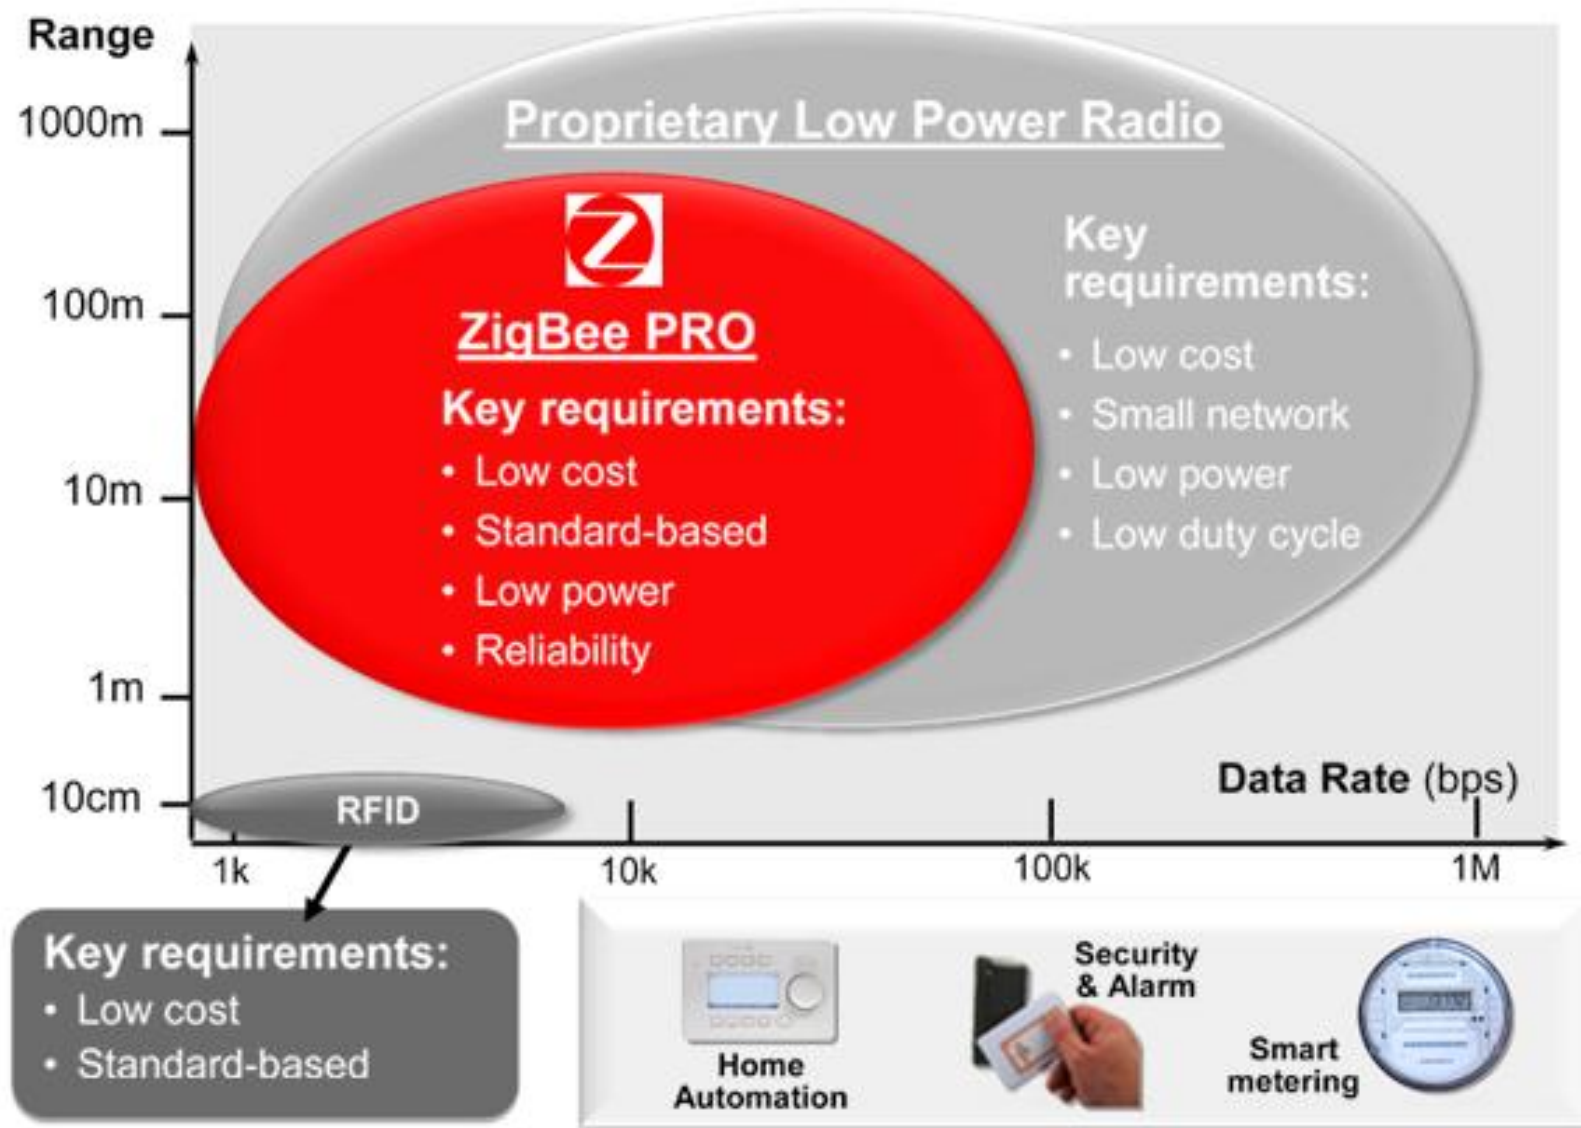 Range
1000m
100m
10m
1m
10cm
Proprietary Low Power Radio
Key
requirements:
• Low cost
• Small network
• Low power
• Low duty cycle
Z
ZigBee PRO
Key requirements:
• Low cost
• Standard-based
• Low power
• Reliability
RFID
Data Rate (bps)
1k
10k
100k
1M
Key requirements:
• Low cost
• Standard-based
Home
Automation
Security
& Alarm
Smart
metering